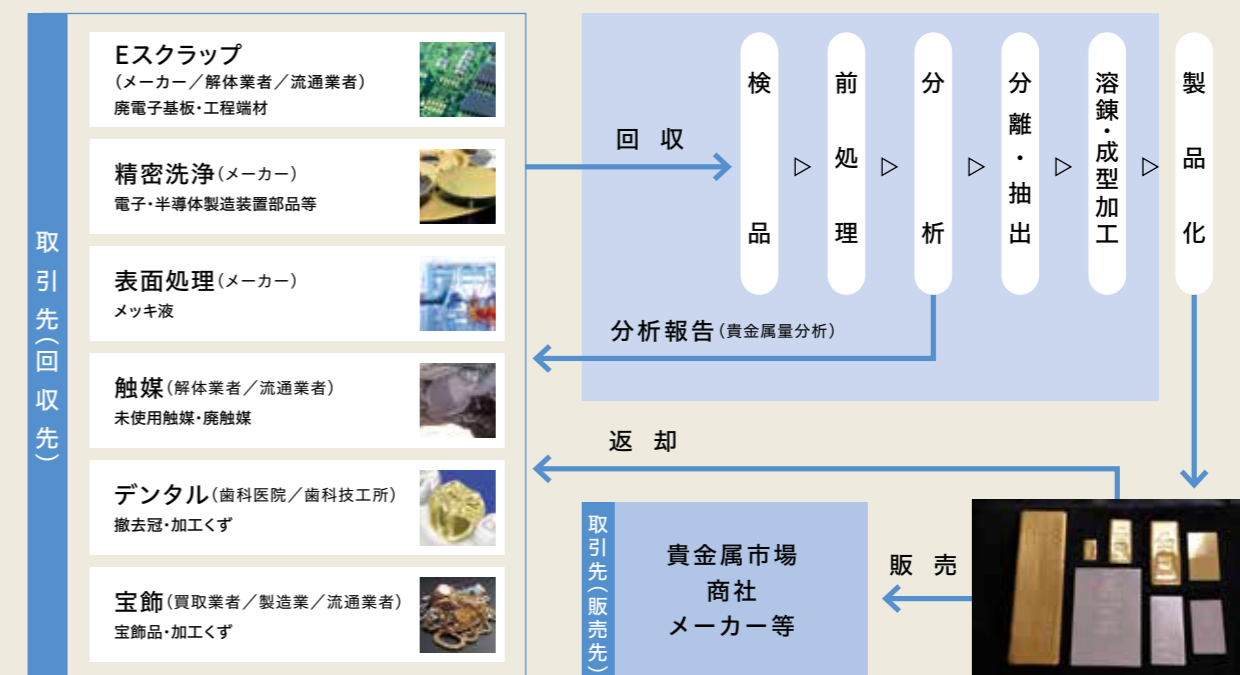 取引先(回収先)
Eスクラップ
(メーカー／解体業者／流通業者)
廃電子基板・工程端材
精密洗浄(メーカー)
電子・半導体製造装置部品等
表面処理(メーカー)
メッキ液
触媒(解体業者／流通業者)
未使用触媒・廃触媒
デンタル(歯科医院／歯科技工所)
撤去冠・加工くず
宝飾(買取業者／製造業／流通業者)
宝飾品・加工くず
回収
検品
前処理
分析
分離・抽出
溶錬・成型加工
製品化
分析報告(貴金属量分析)
返却
取引先(販売先)
貴金属市場
商社
メーカー等
販売